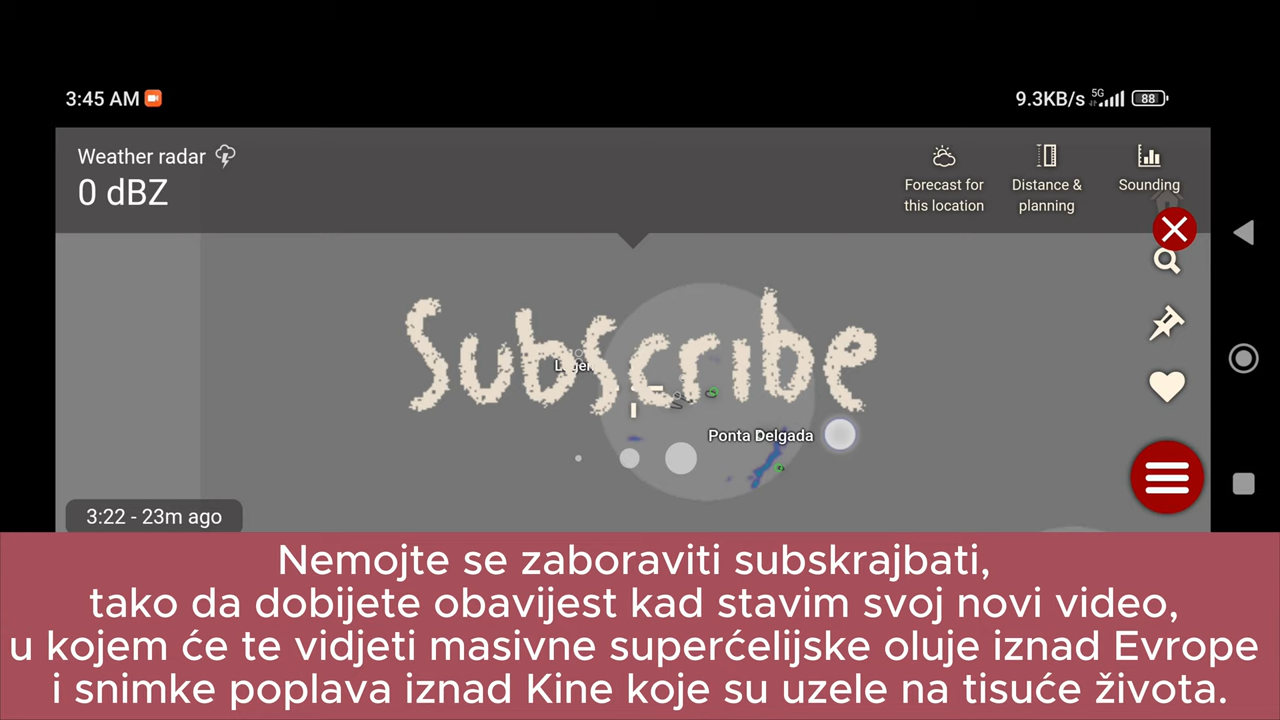 3:45 AM
9.3KB/s 5G 88
Weather radar
0 dBZ
Forecast for
this location
Distance &
planning
Sounding
Subscribe
Ponta Delgada
3:22 - 23m ago
Nemojte se zaboraviti subskrajbati,
tako da dobijete obavijest kad stavim svoj novi video,
u kojem će te vidjeti masivne superćelijske oluje iznad Evrope
i snimke poplava iznad Kine koje su uzele na tisuće života.